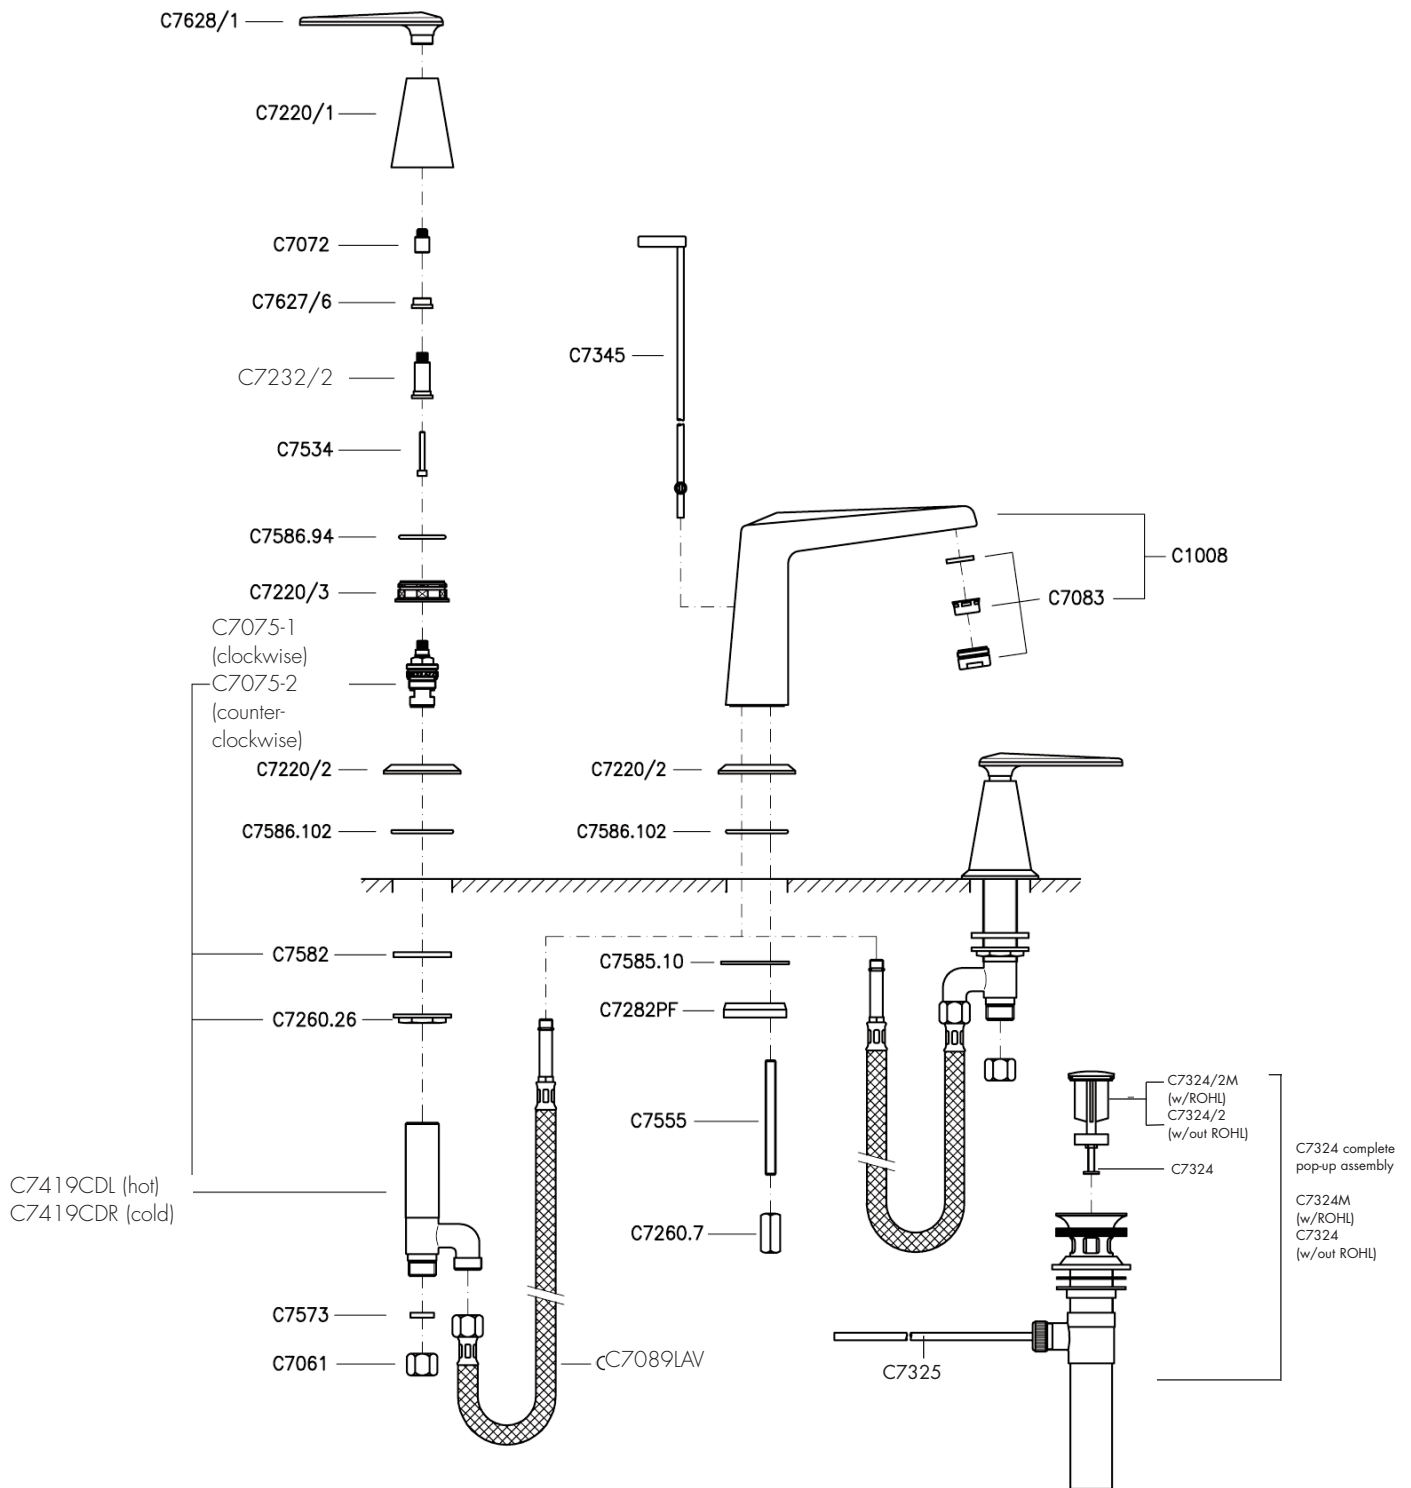 C7628/1
C7220/1
C7072
C7627/6
C7232/2
C7534
C7586.94
C7220/3
C7075-1
(clockwise)
C7075-2
(counter-
clockwise)
C7220/2
C7586.102
C7582
C7260.26
C7419CDL (hot)
C7419CDR (cold)
C7573
C7061
C7345
C1008
C7083
C7220/2
C7586.102
C7585.10
C7282PF
C7555
C7260.7
C7089LAV
C7324/2M
(w/ROHL)
C7324/2
(w/out ROHL)
C7324
C7324 complete
pop-up assembly
C7324M
(w/ROHL)
C7324
(w/out ROHL)
C7325